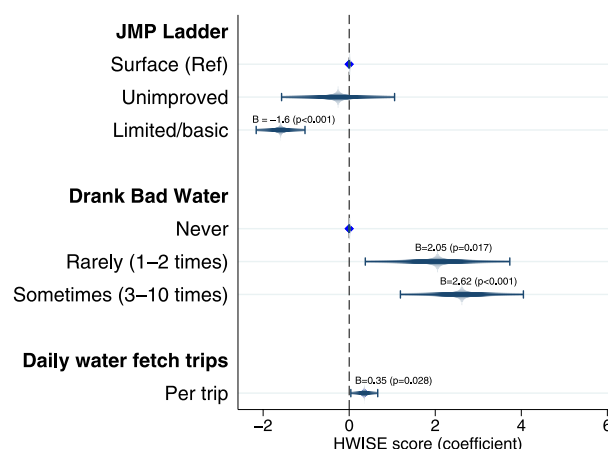 JMP Ladder
Surface (Ref)
Unimproved
B = −1.6 (p<0.001)
Limited/basic
Drank Bad Water
Never
B=2.05 (p=0.017)
Rarely (1–2 times)
B=2.62 (p<0.001)
Sometimes (3–10 times)
Daily water fetch trips
B=0.35 (p=0.028)
Per trip
−2 0 2 4 6
HWISE score (coefficient)